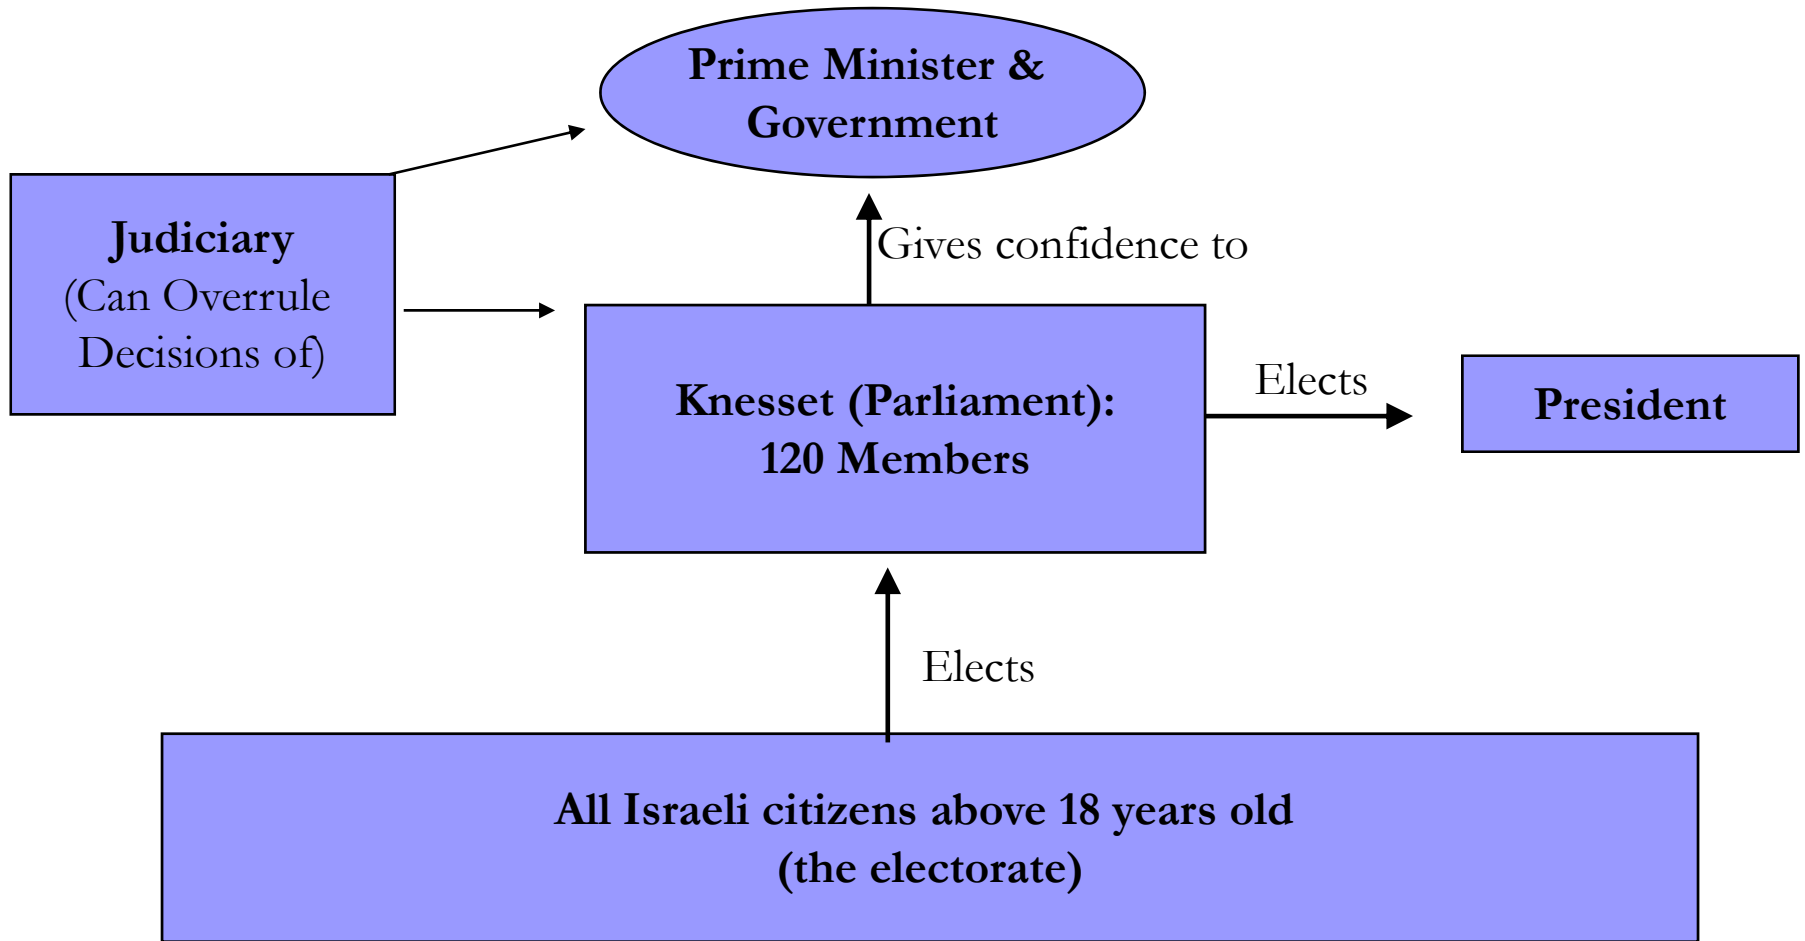 Prime Minister &
Government
Judiciary
(Can Overrule
Decisions of)
Gives confidence to
Knesset (Parliament):
120 Members
Elects
President
Elects
All Israeli citizens above 18 years old
(the electorate)